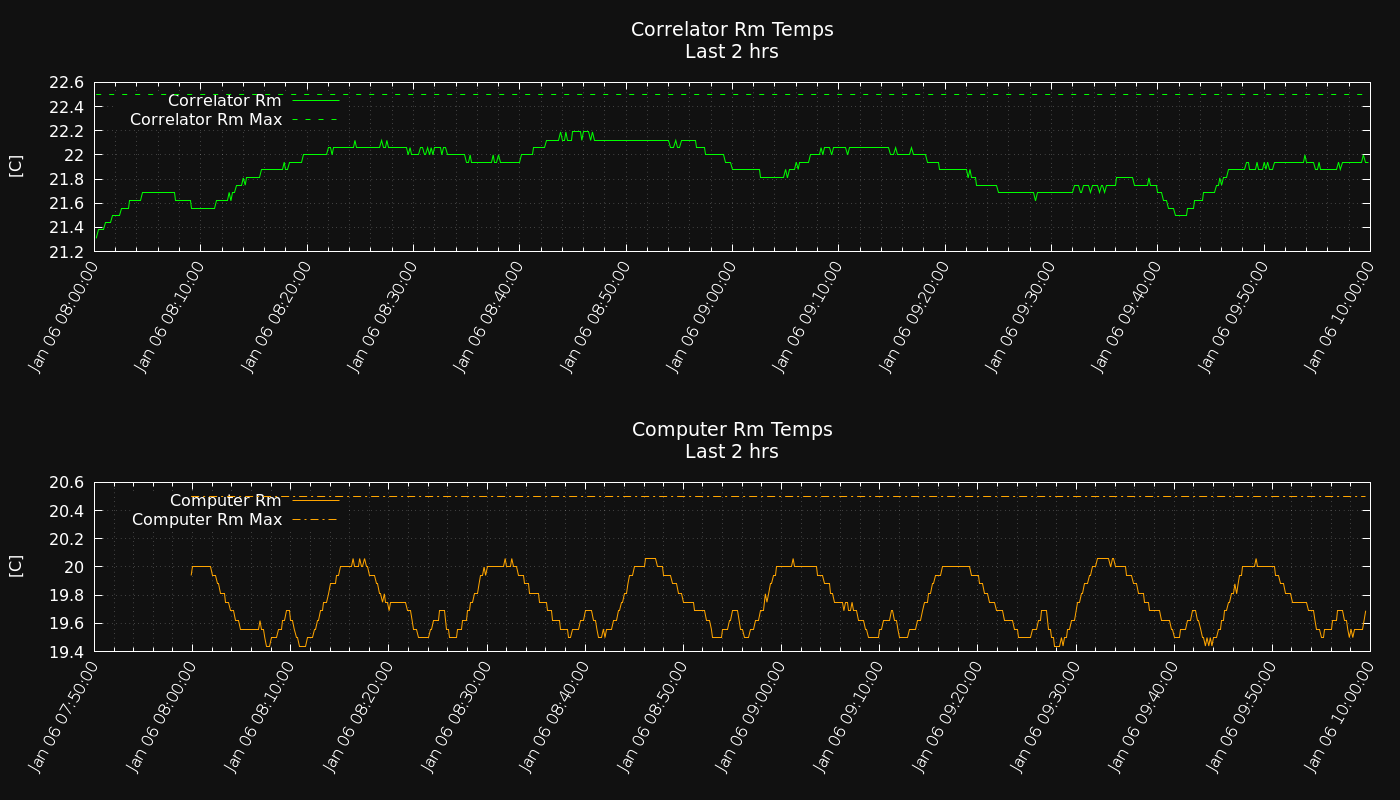 Correlator Rm Temps
Last 2 hrs
22.6
22.4
22.2
22
21.8
21.6
21.4
21.2
[C]
Correlator Rm
Correlator Rm Max
Jan 06 08:00:00
Jan 06 08:10:00
Jan 06 08:20:00
Jan 06 08:30:00
Jan 06 08:40:00
Jan 06 08:50:00
Jan 06 09:00:00
Jan 06 09:10:00
Jan 06 09:20:00
Jan 06 09:30:00
Jan 06 09:40:00
Jan 06 09:50:00
Jan 06 10:00:00
Computer Rm Temps
Last 2 hrs
20.6
20.4
20.2
20
19.8
19.6
19.4
[C]
Computer Rm
Computer Rm Max
Jan 06 07:50:00
Jan 06 08:00:00
Jan 06 08:10:00
Jan 06 08:20:00
Jan 06 08:30:00
Jan 06 08:40:00
Jan 06 08:50:00
Jan 06 09:00:00
Jan 06 09:10:00
Jan 06 09:20:00
Jan 06 09:30:00
Jan 06 09:40:00
Jan 06 09:50:00
Jan 06 10:00:00